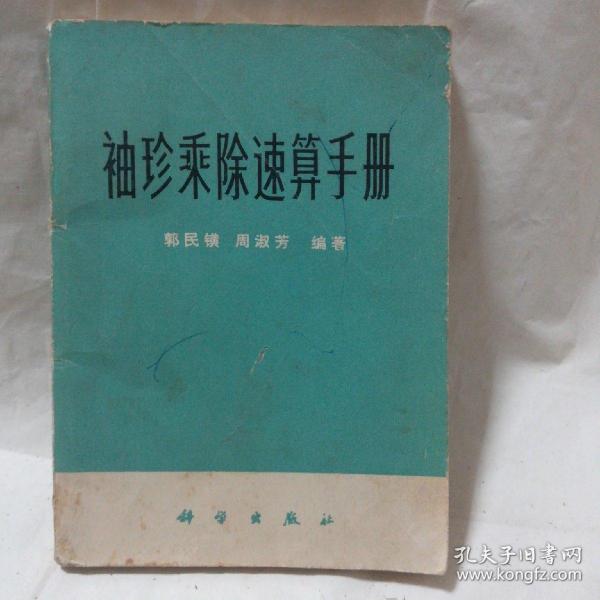 袖珍乘除速算手册
郭民镤 周淑芳 编著
科学出版社
孔夫子旧书网
www.kongfz.com